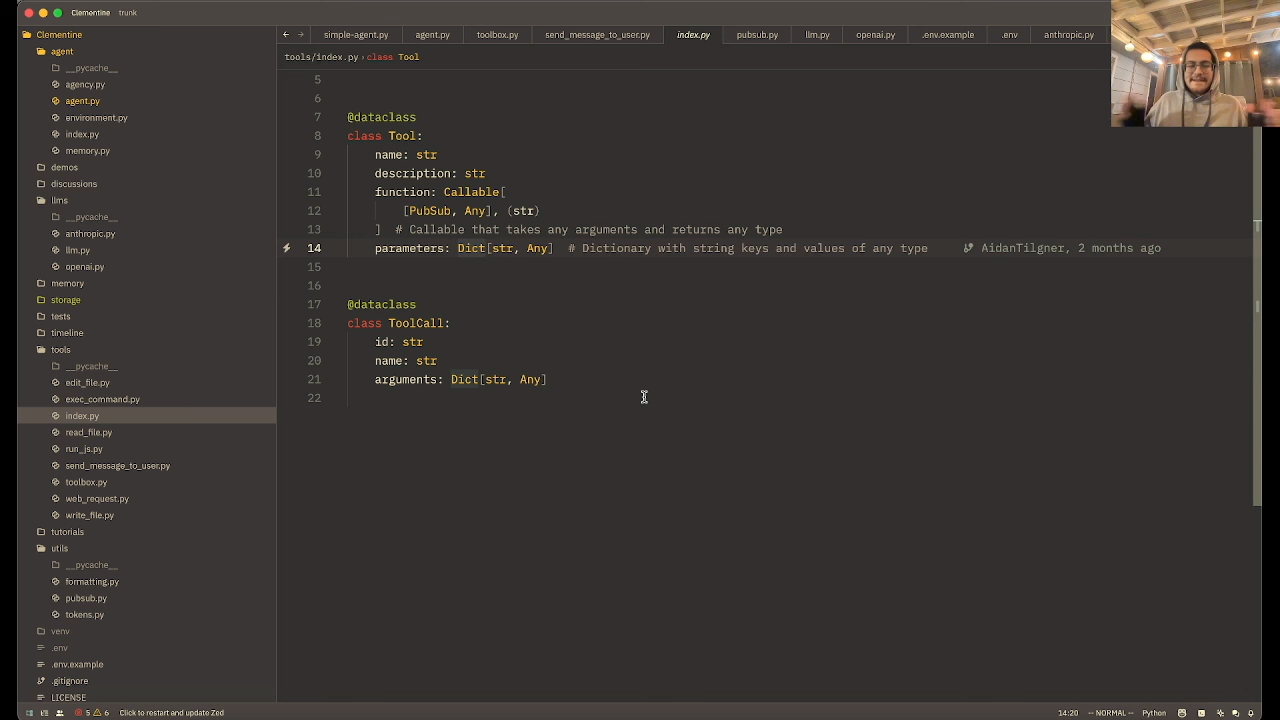 Clementine trunk
Clementine
agent
__pycache__
agency.py
agent.py
environment.py
index.py
memory.py
demos
discussions
llms
__pycache__
anthropic.py
llm.py
openai.py
memory
storage
tests
timeline
tools
__pycache__
edit_file.py
exec_command.py
index.py
read_file.py
run_js.py
send_message_to_user.py
toolbox.py
web_request.py
write_file.py
tutorials
utils
__pycache__
formatting.py
pubsub.py
tokens.py
venv
.env
.env.example
.gitignore
LICENSE
simple-agent.py agent.py toolbox.py send_message_to_user.py index.py pubsub.py llm.py openai.py .env.example .env anthropic.py
tools/index.py › class Tool
5
6
7 @dataclass
8 class Tool:
9 name: str
10 description: str
11 function: Callable[
12 [PubSub, Any], (str)
13 ] # Callable that takes any arguments and returns any type
14 parameters: Dict[str, Any] # Dictionary with string keys and values of any type AidanTilgner, 2 months ago
15
16
17 @dataclass
18 class ToolCall:
19 id: str
20 name: str
21 arguments: Dict[str, Any]
22
5 6 Click to restart and update Zed 14:20 -- NORMAL -- Python